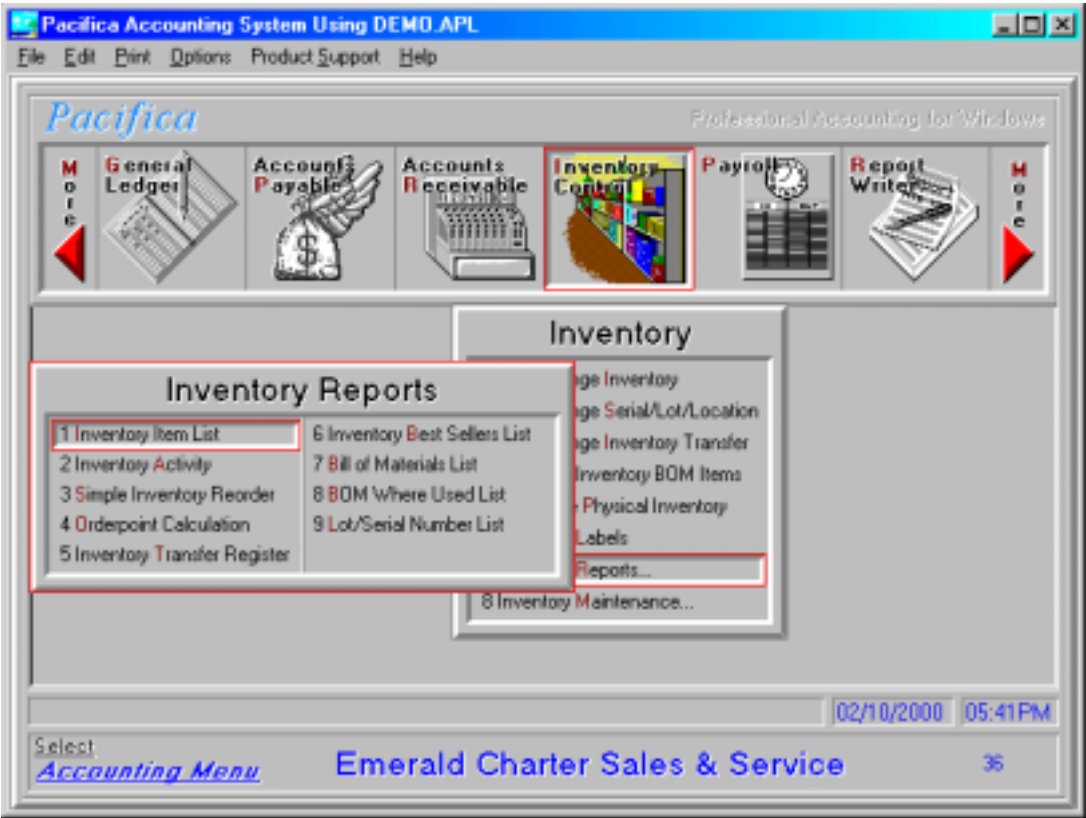 Pacifica Accounting System Using DEMO.APL
File Edit Print Options Product Support Help
Pacifica
Professional Accounting for Windows
More
General Ledger
Accounts Payable
Accounts Receivable
Inventory Control
Payroll
Report Writer
More
Inventory
ge Inventory
ge Serial/Lot/Location
ge Inventory Transfer
Inventory BOM Items
Physical Inventory
Labels
Reports...
8 Inventory Maintenance...
Inventory Reports
1 Inventory Item List
2 Inventory Activity
3 Simple Inventory Reorder
4 Orderpoint Calculation
5 Inventory Transfer Register
6 Inventory Best Sellers List
7 Bill of Materials List
8 BOM Where Used List
9 Lot/Serial Number List
02/10/2000 05:41PM
Select
Accounting Menu
Emerald Charter Sales & Service
36